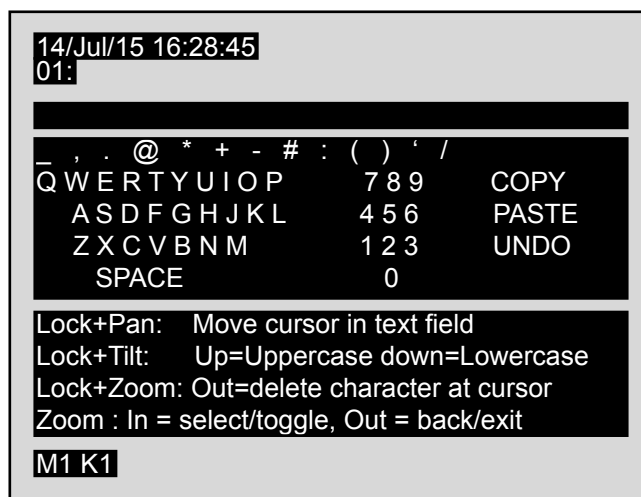 14/Jul/15 16:28:45
01:
_ , . @ * + - # : ( ) ‘ /
Q W E R T Y U I O P 7 8 9 COPY
A S D F G H J K L 4 5 6 PASTE
Z X C V B N M 1 2 3 UNDO
SPACE 0
Lock+Pan: Move cursor in text field
Lock+Tilt: Up=Uppercase down=Lowercase
Lock+Zoom: Out=delete character at cursor
Zoom : In = select/toggle, Out = back/exit
M1 K1